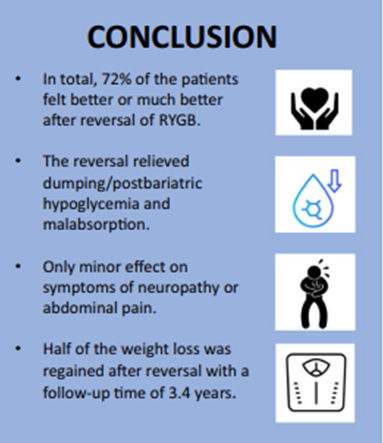 CONCLUSION
• In total, 72% of the patients
felt better or much better
after reversal of RYGB.
• The reversal relieved
dumping/postbariatric
hypoglycemia and
malabsorption.
• Only minor effect on
symptoms of neuropathy or
abdominal pain.
• Half of the weight loss was
regained after reversal with a
follow-up time of 3.4 years.